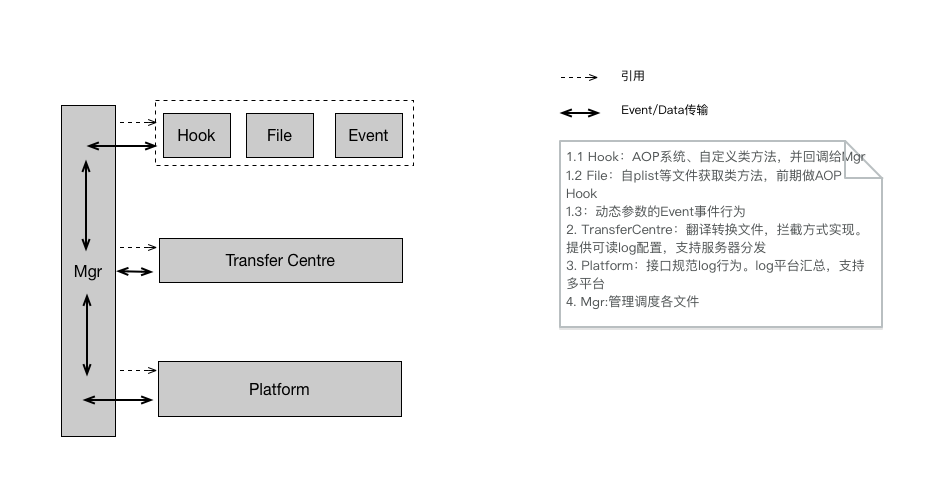 引用
Event/Data传输
Hook
File
Event
Transfer Centre
Mgr
Platform
1.1 Hook：AOP系统、自定义类方法，并回调给Mgr
1.2 File：自plist等文件获取类方法，前期做AOP
Hook
1.3：动态参数的Event事件行为
2. TransferCentre：翻译转换文件，拦截方式实现。
提供可读log配置，支持服务器分发
3. Platform：接口规范log行为。log平台汇总，支持
多平台
4. Mgr:管理调度各文件